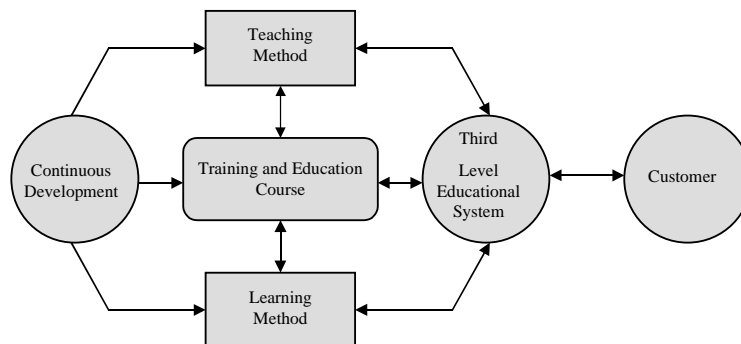 Teaching
Method
Continuous
Development
Training and Education
Course
Third
Level
Educational
System
Customer
Learning
Method